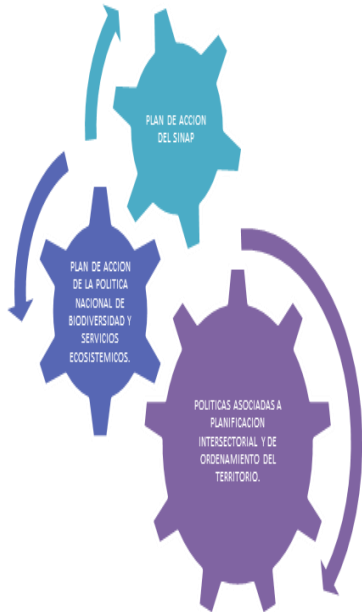 PLAN DE ACCION
DEL SINAP
PLAN DE ACCION
DE LA POLITICA
NACIONAL DE
BIODIVERSIDAD Y
SERVICIOS
ECOSISTEMICOS.
POLITICAS ASOCIADAS A
PLANIFICACION
INTERSECTORIAL Y DE
ORDENAMIENTO DEL
TERRITORIO.